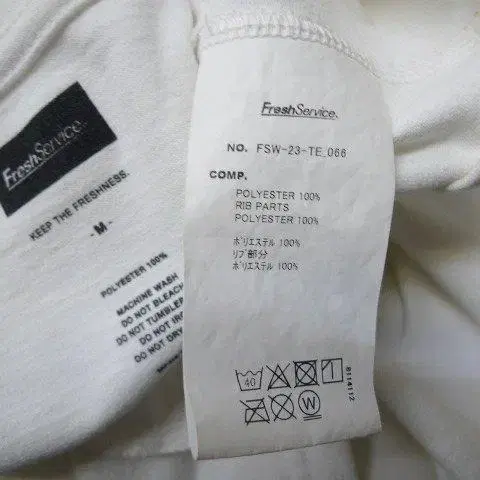 FreshService®
KEEP THE FRESHNESS.
-M-
POLYESTER 100%
MACHINE WASH
DO NOT BLEACH
DO NOT TUMBLE
DO NOT
DO NOT DRY
FreshService®
NO. FSW-23-TE_066
COMP.
POLYESTER 100%
RIB PARTS
POLYESTER 100%
ポリエステル 100%
リブ部分
ポリエステル 100%
40
W